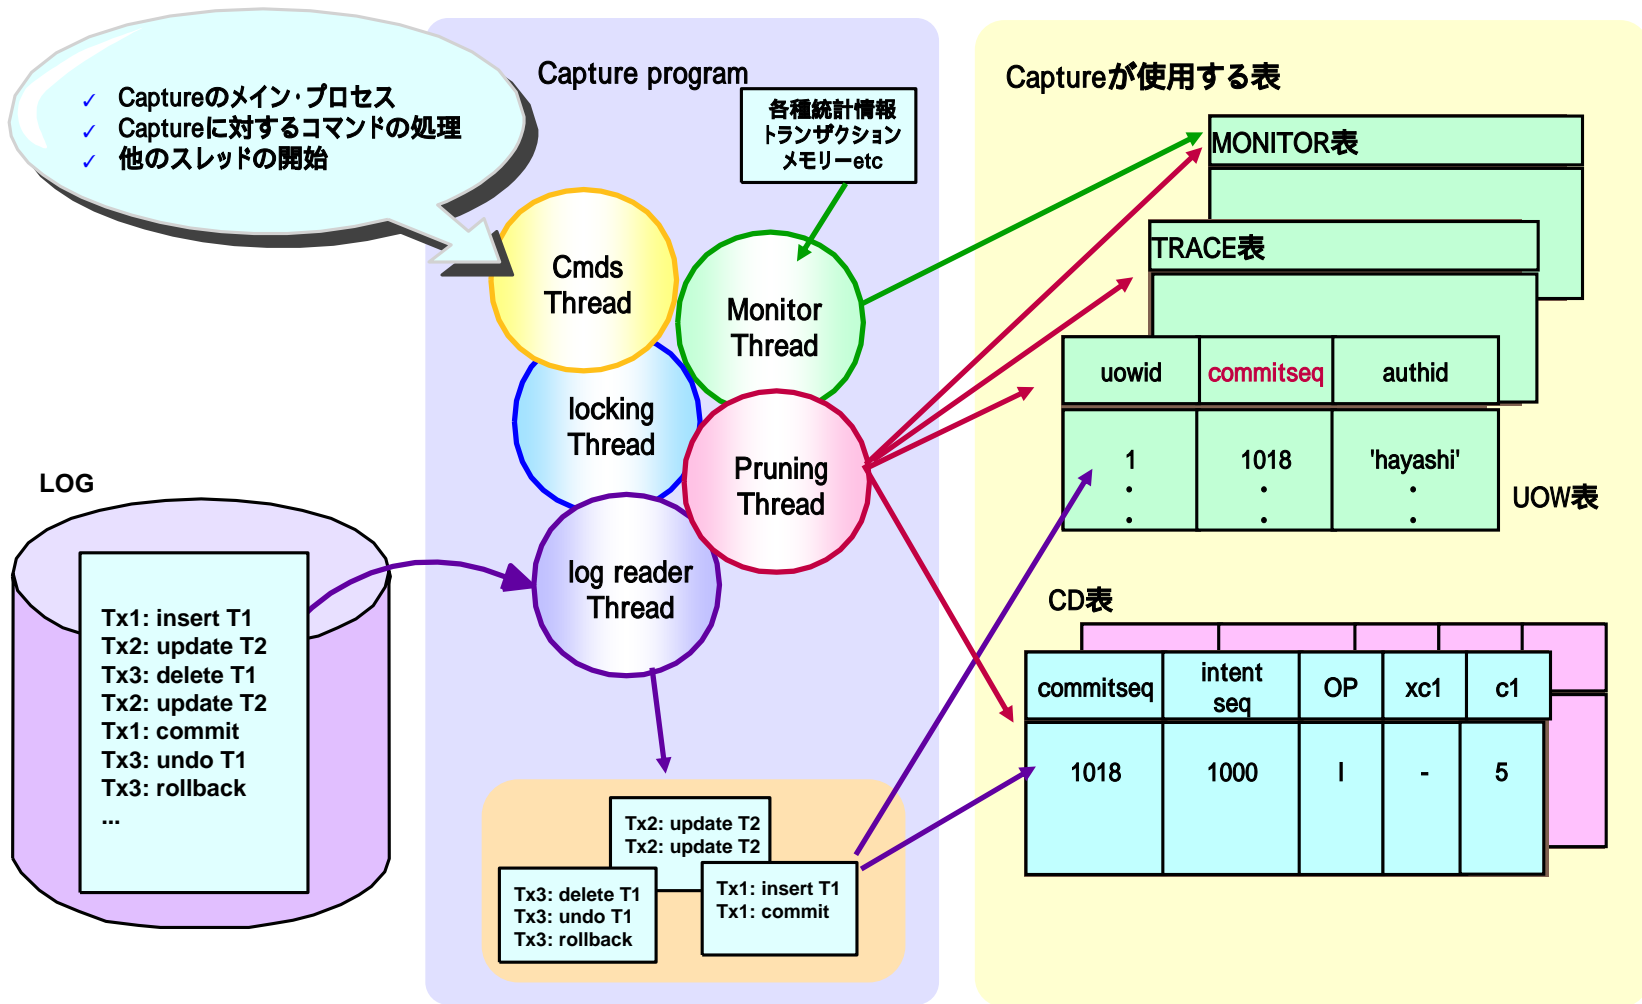 Capture program
Captureが使用する表
✓ Captureのメイン・プロセス
✓ Captureに対するコマンドの処理
✓ 他のスレッドの開始
各種統計情報
トランザクション
メモリーetc
Cmds
Thread
Monitor
Thread
locking
Thread
Pruning
Thread
log reader
Thread
LOG
Tx1: insert T1
Tx2: update T2
Tx3: delete T1
Tx2: update T2
Tx1: commit
Tx3: undo T1
Tx3: rollback
...
Tx2: update T2
Tx2: update T2
Tx3: delete T1
Tx3: undo T1
Tx3: rollback
Tx1: insert T1
Tx1: commit
MONITOR表
TRACE表
uowid commitseq authid
1 1018 'hayashi'
UOW表
CD表
commitseq intent seq OP xc1 c1
1018 1000 I - 5